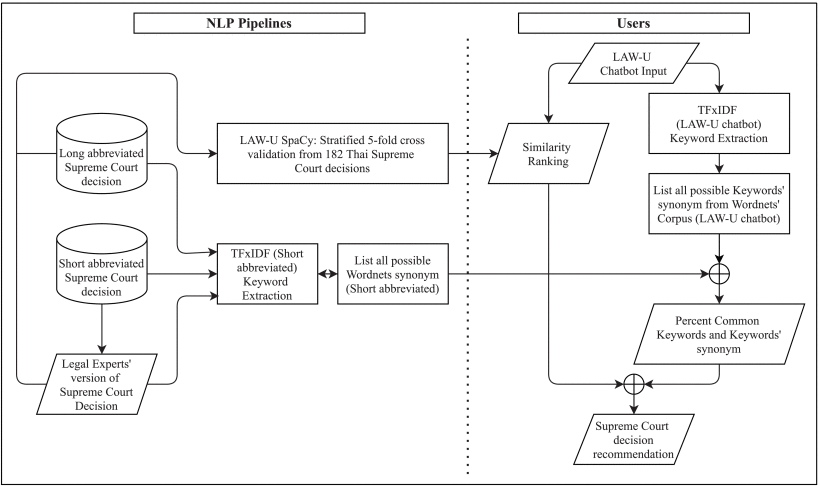 NLP Pipelines
Users
LAW-U
Chatbot Input
Long abbreviated
Supreme Court
decision
LAW-U SpaCy: Stratified 5-fold cross
validation from 182 Thai Supreme
Court decisions
Similarity
Ranking
TFxIDF
(LAW-U chatbot)
Keyword Extraction
List all possible Keywords'
synonym from Wordnets'
Corpus (LAW-U chatbot)
Short abbreviated
Supreme Court
decision
TFxIDF (Short
abbreviated)
Keyword
Extraction
List all possible
Wordnets synonym
(Short abbreviated)
Percent Common
Keywords and Keywords'
synonym
Legal Experts'
version of
Supreme Court
Decision
Supreme Court
decision
recommendation